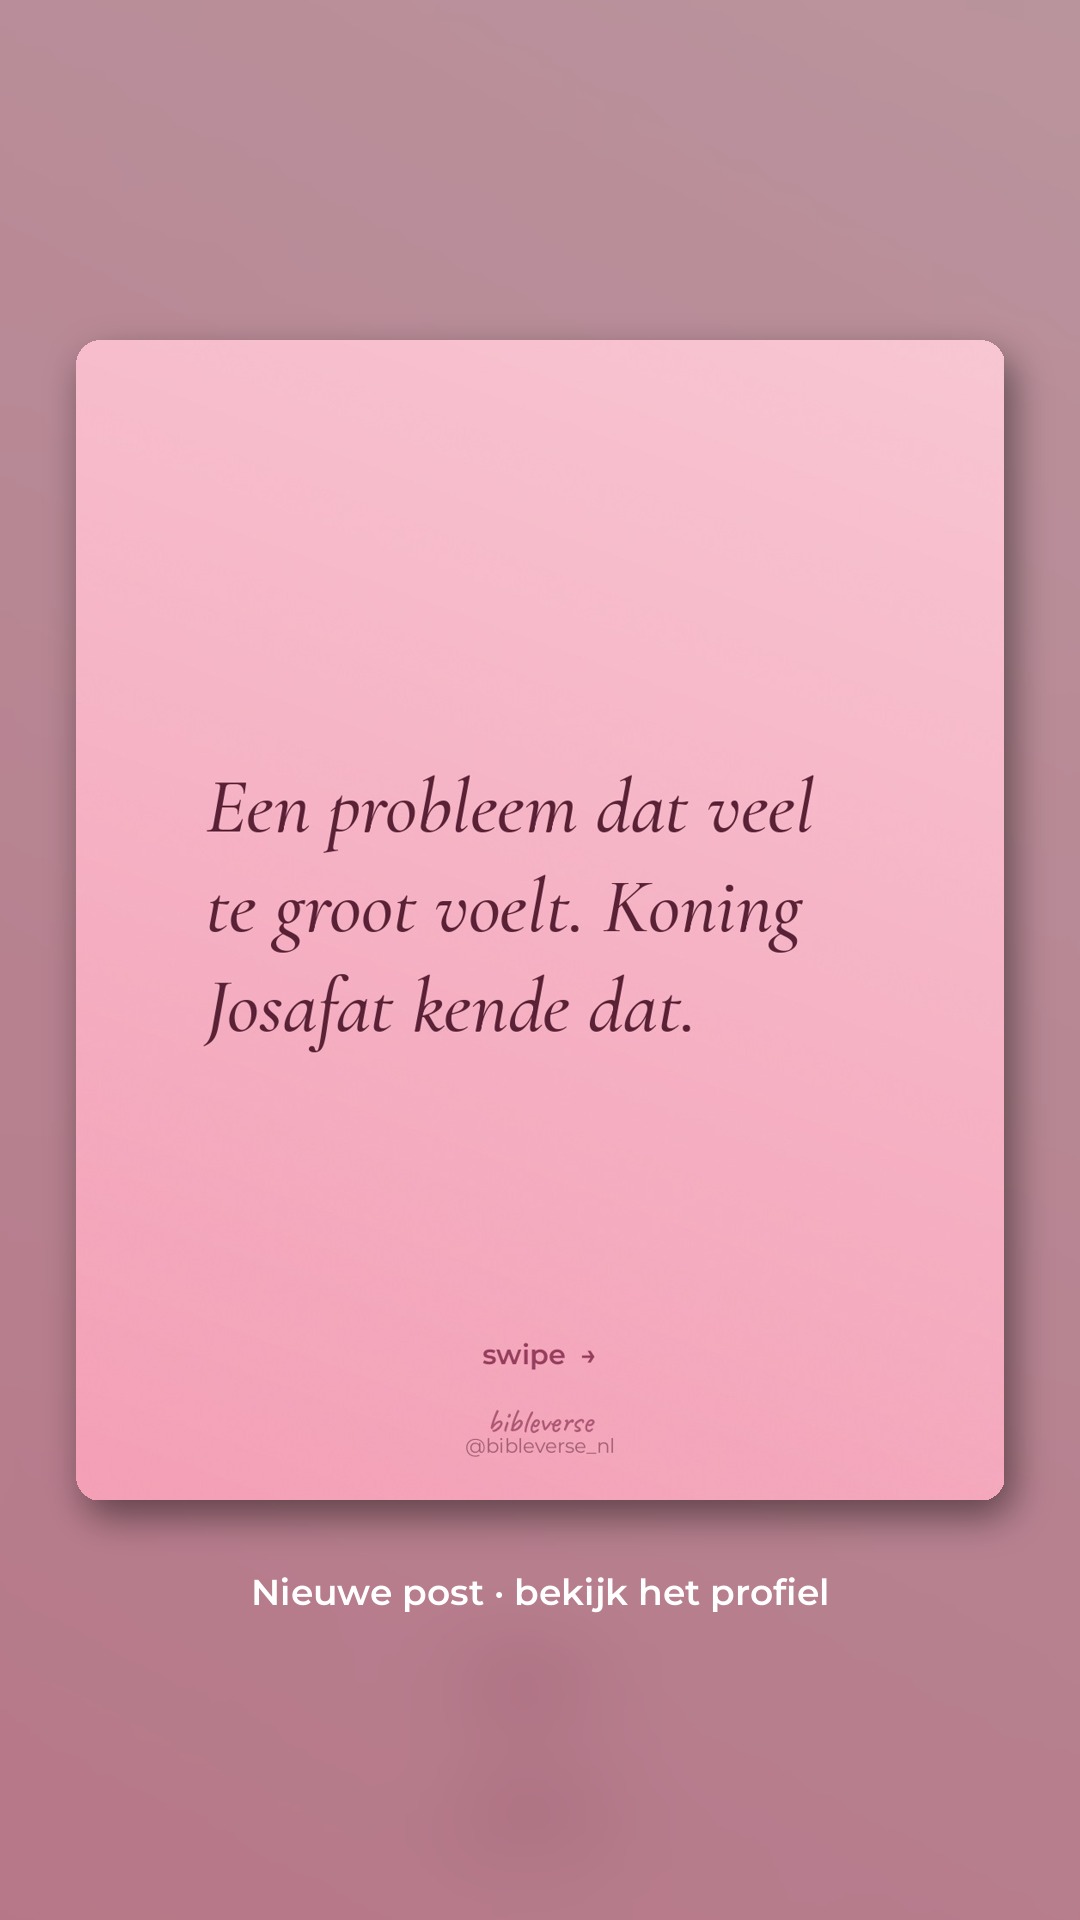 Een probleem dat veel
te groot voelt. Koning
Josafat kende dat.
swipe →
bibleverse
@bibleverse_nl
Nieuwe post · bekijk het profiel